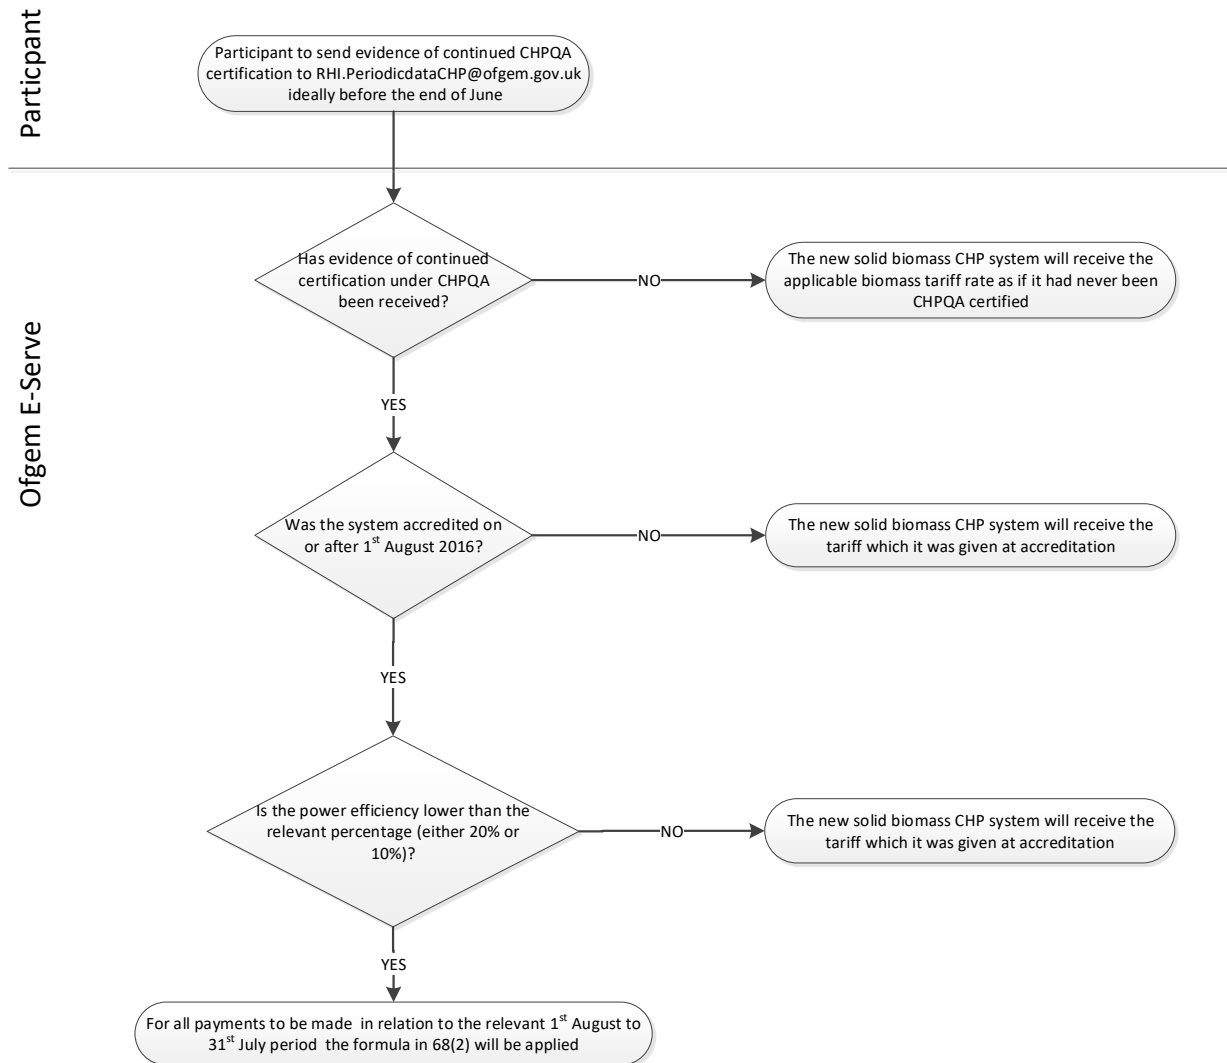 Particpant
Participant to send evidence of continued CHPQA
certification to RHI.PeriodicdataCHP@ofgem.gov.uk
ideally before the end of June
Ofgem E-Serve
Has evidence of continued
certification under CHPQA
been received?
NO
The new solid biomass CHP system will receive the
applicable biomass tariff rate as if it had never been
CHPQA certified
YES
Was the system accredited on
or after 1st August 2016?
NO
The new solid biomass CHP system will receive the
tariff which it was given at accreditation
YES
Is the power efficiency lower than the
relevant percentage (either 20% or
10%)?
NO
The new solid biomass CHP system will receive the
tariff which it was given at accreditation
YES
For all payments to be made in relation to the relevant 1st August to
31st July period the formula in 68(2) will be applied